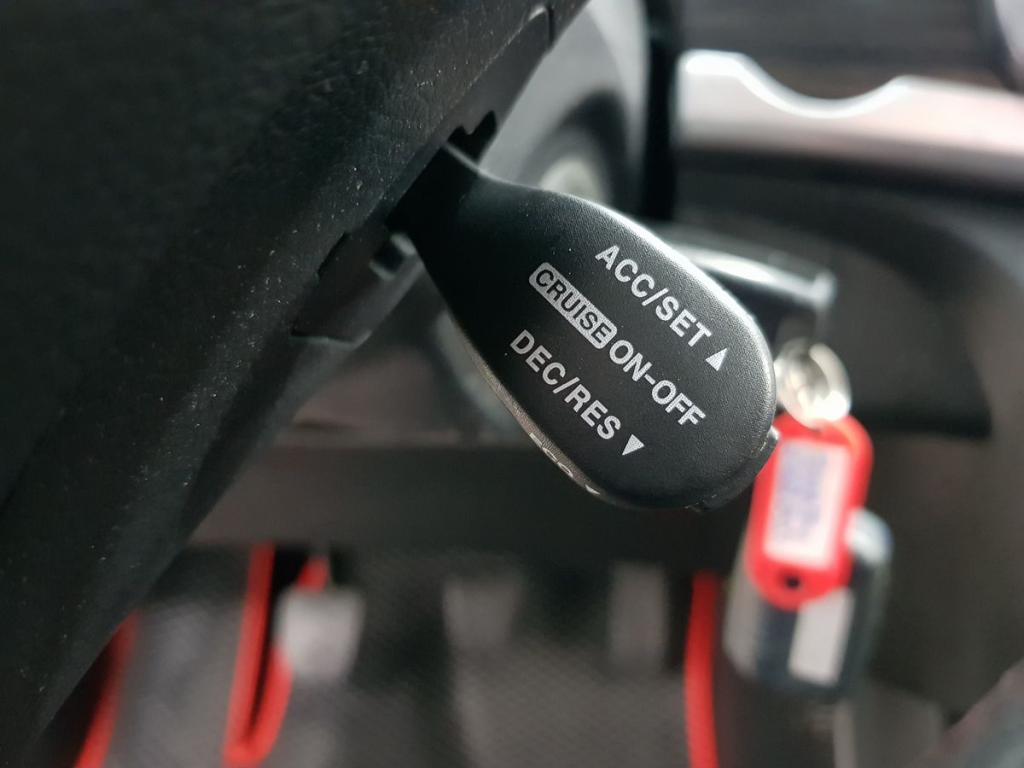 ACC/SET ▲
CRUISE ON-OFF
DEC/RES ▼